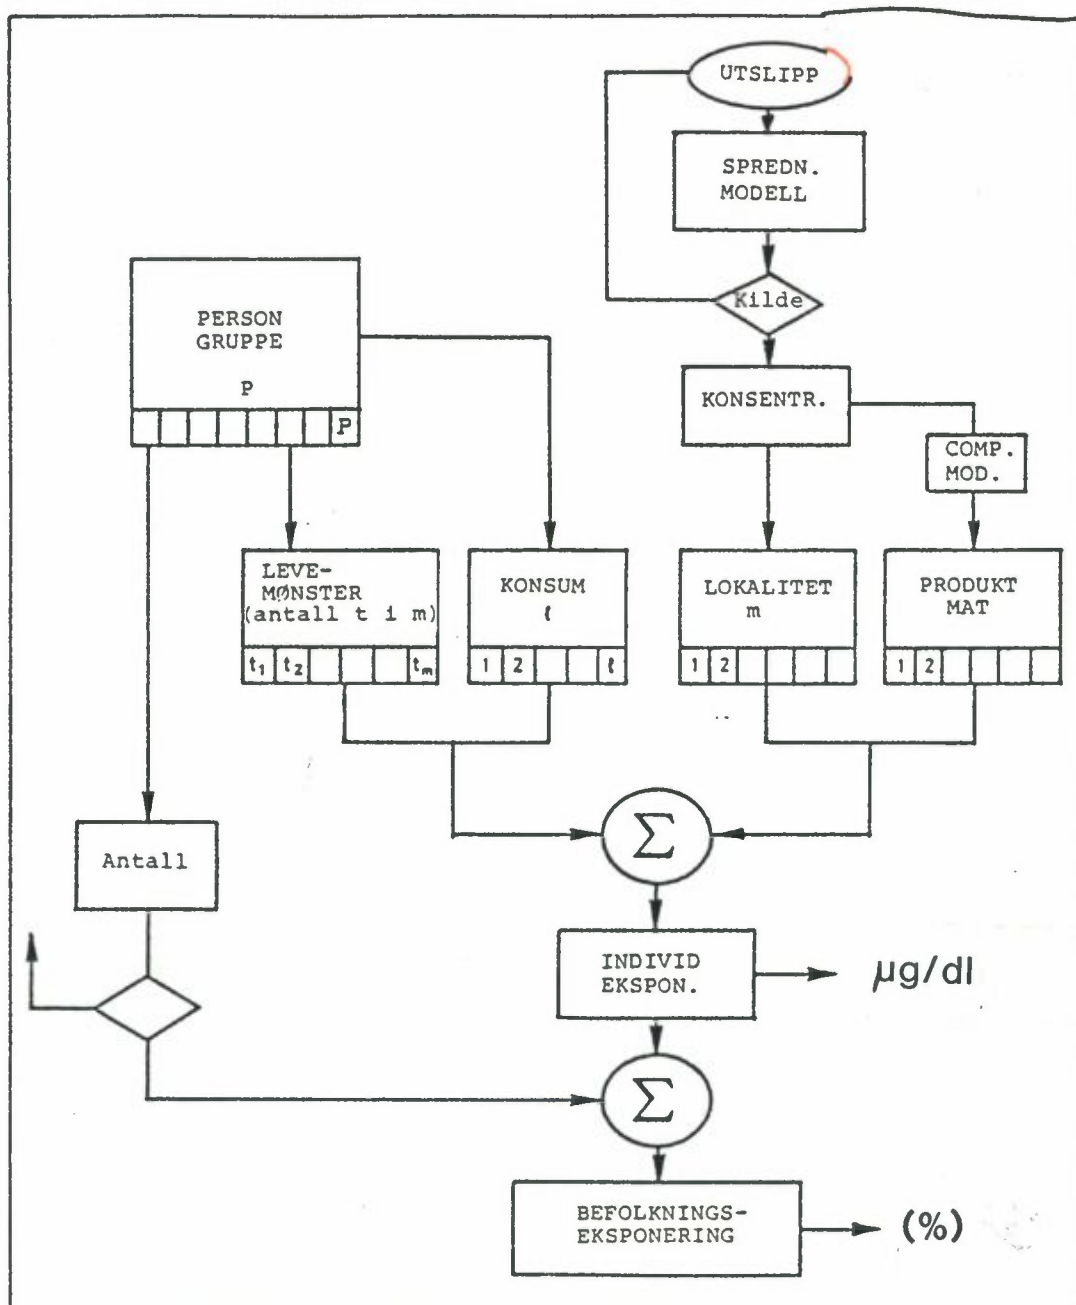 UTSLIPP
SPREDN.
MODELL
Kilde
PERSON
GRUPPE
P
P
KONSENTR.
COMP.
MOD.
LEVE-
MØNSTER
(antall t i m)
t₁ t₂ tₘ
KONSUM
ℓ
1 2 ℓ
LOKALITET
m
1 2
PRODUKT
MAT
1 2
Σ
Antall
INDIVID
EKSPON.
µg/dl
Σ
BEFOLKNINGS-
EKSPONERING
(%)